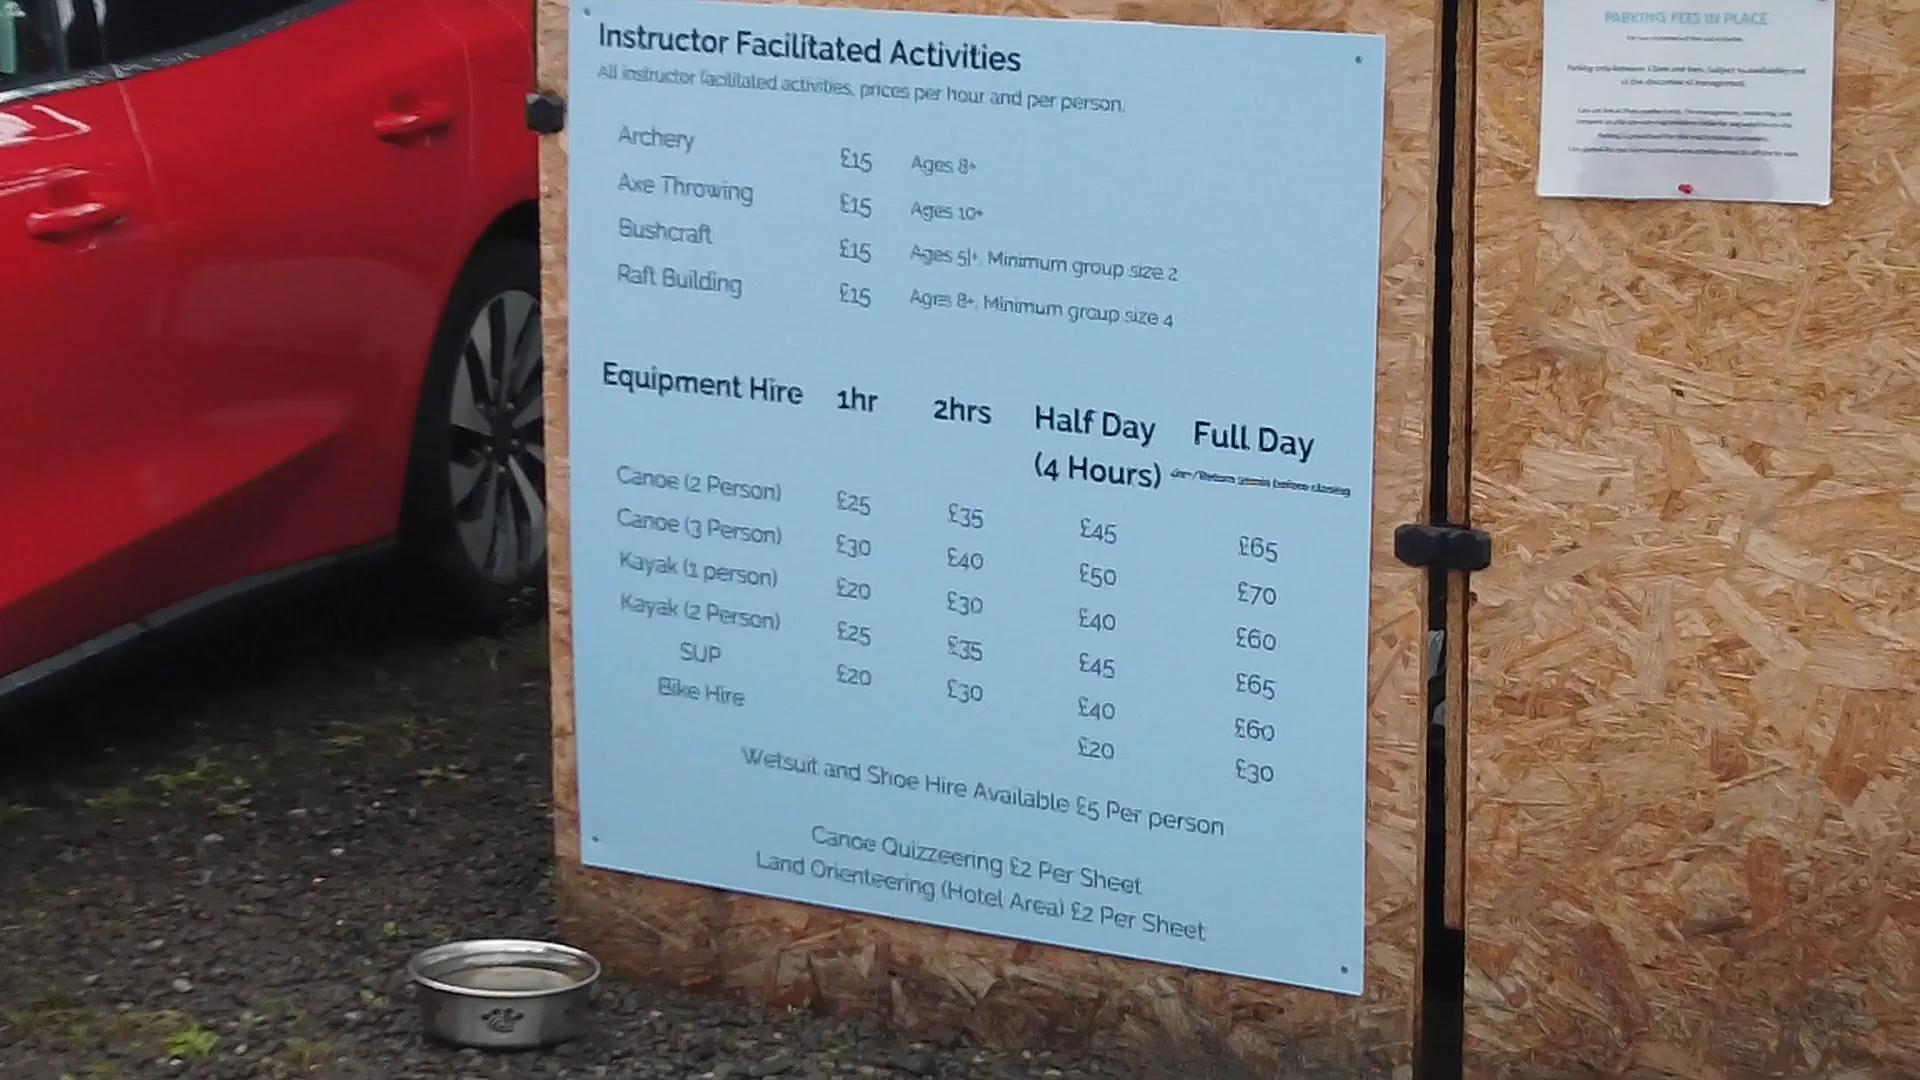 Instructor Facilitated Activities
All instructor facilitated activities, prices per hour and per person.
Archery £15 Ages 8+
Axe Throwing £15 Ages 10+
Bushcraft £15 Ages 5+, Minimum group size 2
Raft Building £15 Ages 8+, Minimum group size 4
Equipment Hire 1hr 2hrs Half Day Full Day
(4 Hours) before closing
Canoe (2 Person) £25 £35 £45 £65
Canoe (3 Person) £30 £40 £50 £70
Kayak (1 person) £20 £30 £40 £60
Kayak (2 Person) £25 £35 £45 £65
SUP £20 £30 £40 £60
Bike Hire £20 £30
Wetsuit and Shoe Hire Available £5 Per person
Canoe Quizzeering £2 Per Sheet
Land Orienteering (Hotel Area) £2 Per Sheet
PARKING FEES IN PLACE